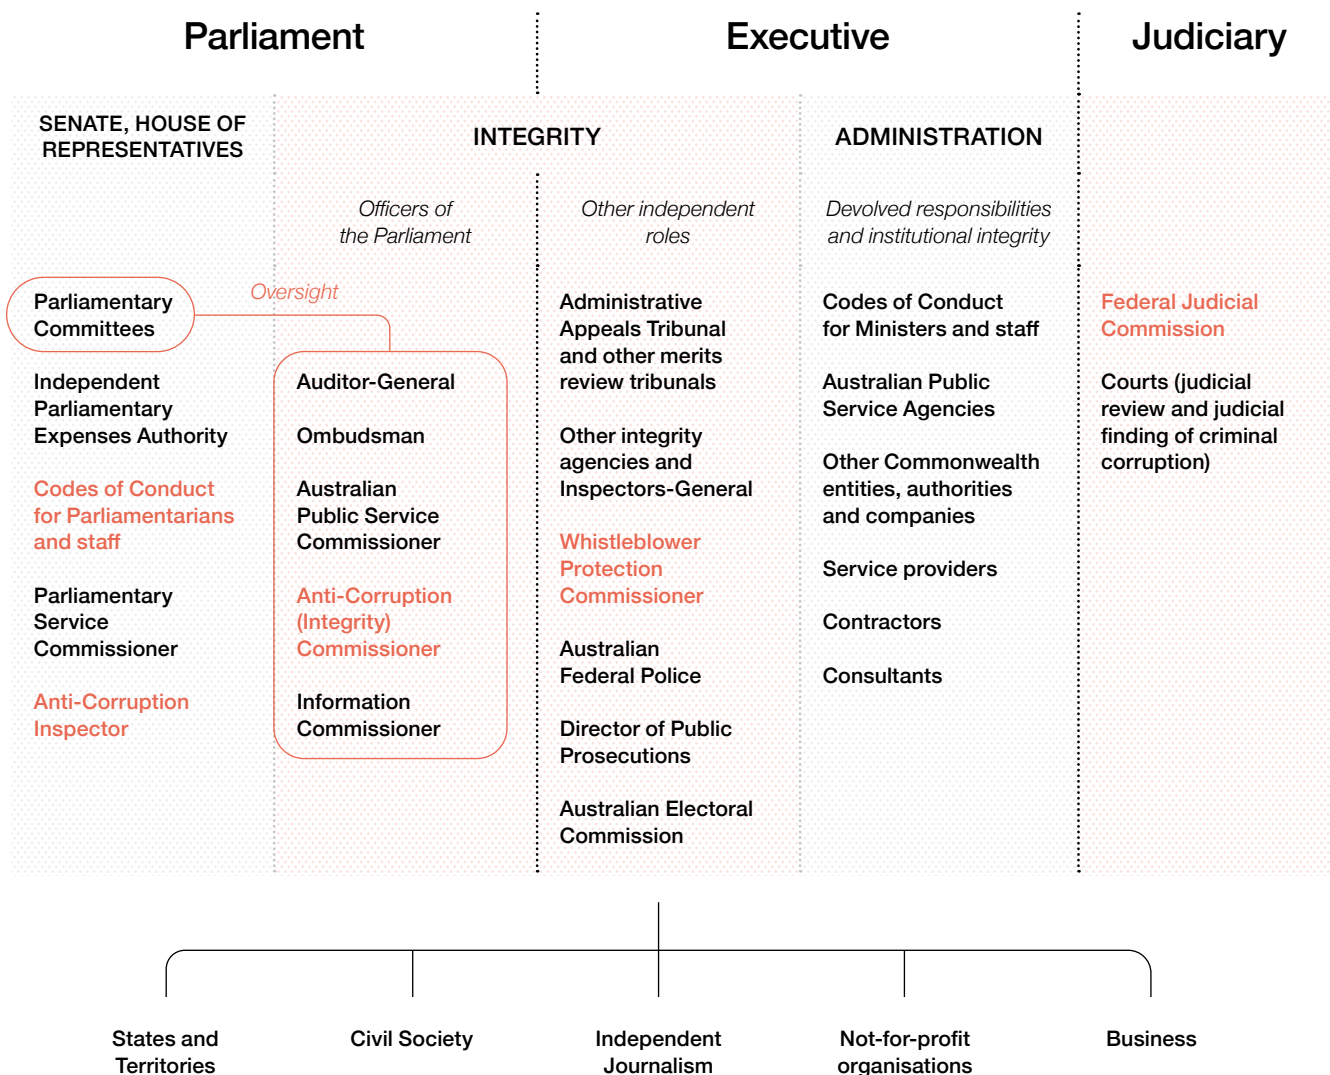 Parliament
Executive
Judiciary
SENATE, HOUSE OF
REPRESENTATIVES
INTEGRITY
ADMINISTRATION
Officers of
the Parliament
Other independent
roles
Devolved responsibilities
and institutional integrity
Parliamentary
Committees
Oversight
Independent
Parliamentary
Expenses Authority
Codes of Conduct
for Parliamentarians
and staff
Parliamentary
Service
Commissioner
Anti-Corruption
Inspector
Auditor-General
Ombudsman
Australian
Public Service
Commissioner
Anti-Corruption
(Integrity)
Commissioner
Information
Commissioner
Administrative
Appeals Tribunal
and other merits
review tribunals
Other integrity
agencies and
Inspectors-General
Whistleblower
Protection
Commissioner
Australian
Federal Police
Director of Public
Prosecutions
Australian Electoral
Commission
Codes of Conduct
for Ministers and staff
Australian Public
Service Agencies
Other Commonwealth
entities, authorities
and companies
Service providers
Contractors
Consultants
Federal Judicial
Commission
Courts (judicial
review and judicial
finding of criminal
corruption)
States and
Territories
Civil Society
Independent
Journalism
Not-for-profit
organisations
Business